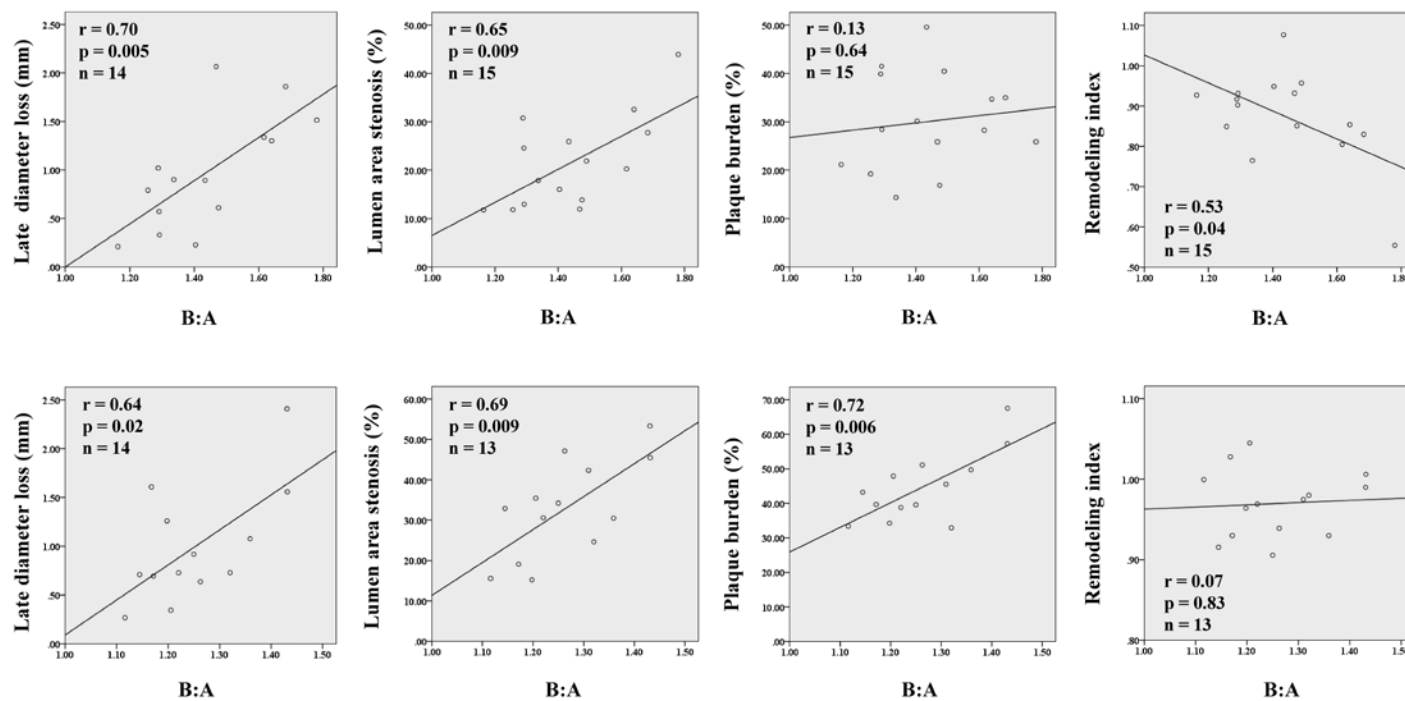 Late diameter loss (mm)
2.50
2.00
1.50
1.00
.50
.00
r = 0.70
p = 0.005
n = 14
1.00 1.20 1.40 1.60 1.80
B:A
Lumen area stenosis (%)
50.00
40.00
30.00
20.00
10.00
.00
r = 0.65
p = 0.009
n = 15
1.00 1.20 1.40 1.60 1.80
B:A
Plaque burden (%)
50.00
40.00
30.00
20.00
10.00
.00
r = 0.13
p = 0.64
n = 15
1.00 1.20 1.40 1.60 1.80
B:A
Remodeling index
1.10
1.00
.90
.80
.70
.60
.50
r = 0.53
p = 0.04
n = 15
1.00 1.20 1.40 1.60 1.80
B:A
Late diameter loss (mm)
2.50
2.00
1.50
1.00
.50
.00
r = 0.64
p = 0.02
n = 14
1.00 1.10 1.20 1.30 1.40 1.50
B:A
Lumen area stenosis (%)
60.00
50.00
40.00
30.00
20.00
10.00
.00
r = 0.69
p = 0.009
n = 13
1.00 1.10 1.20 1.30 1.40 1.50
B:A
Plaque burden (%)
70.00
60.00
50.00
40.00
30.00
20.00
10.00
.00
r = 0.72
p = 0.006
n = 13
1.00 1.10 1.20 1.30 1.40 1.50
B:A
Remodeling index
1.10
1.00
.90
.80
r = 0.07
p = 0.83
n = 13
1.00 1.10 1.20 1.30 1.40 1.50
B:A